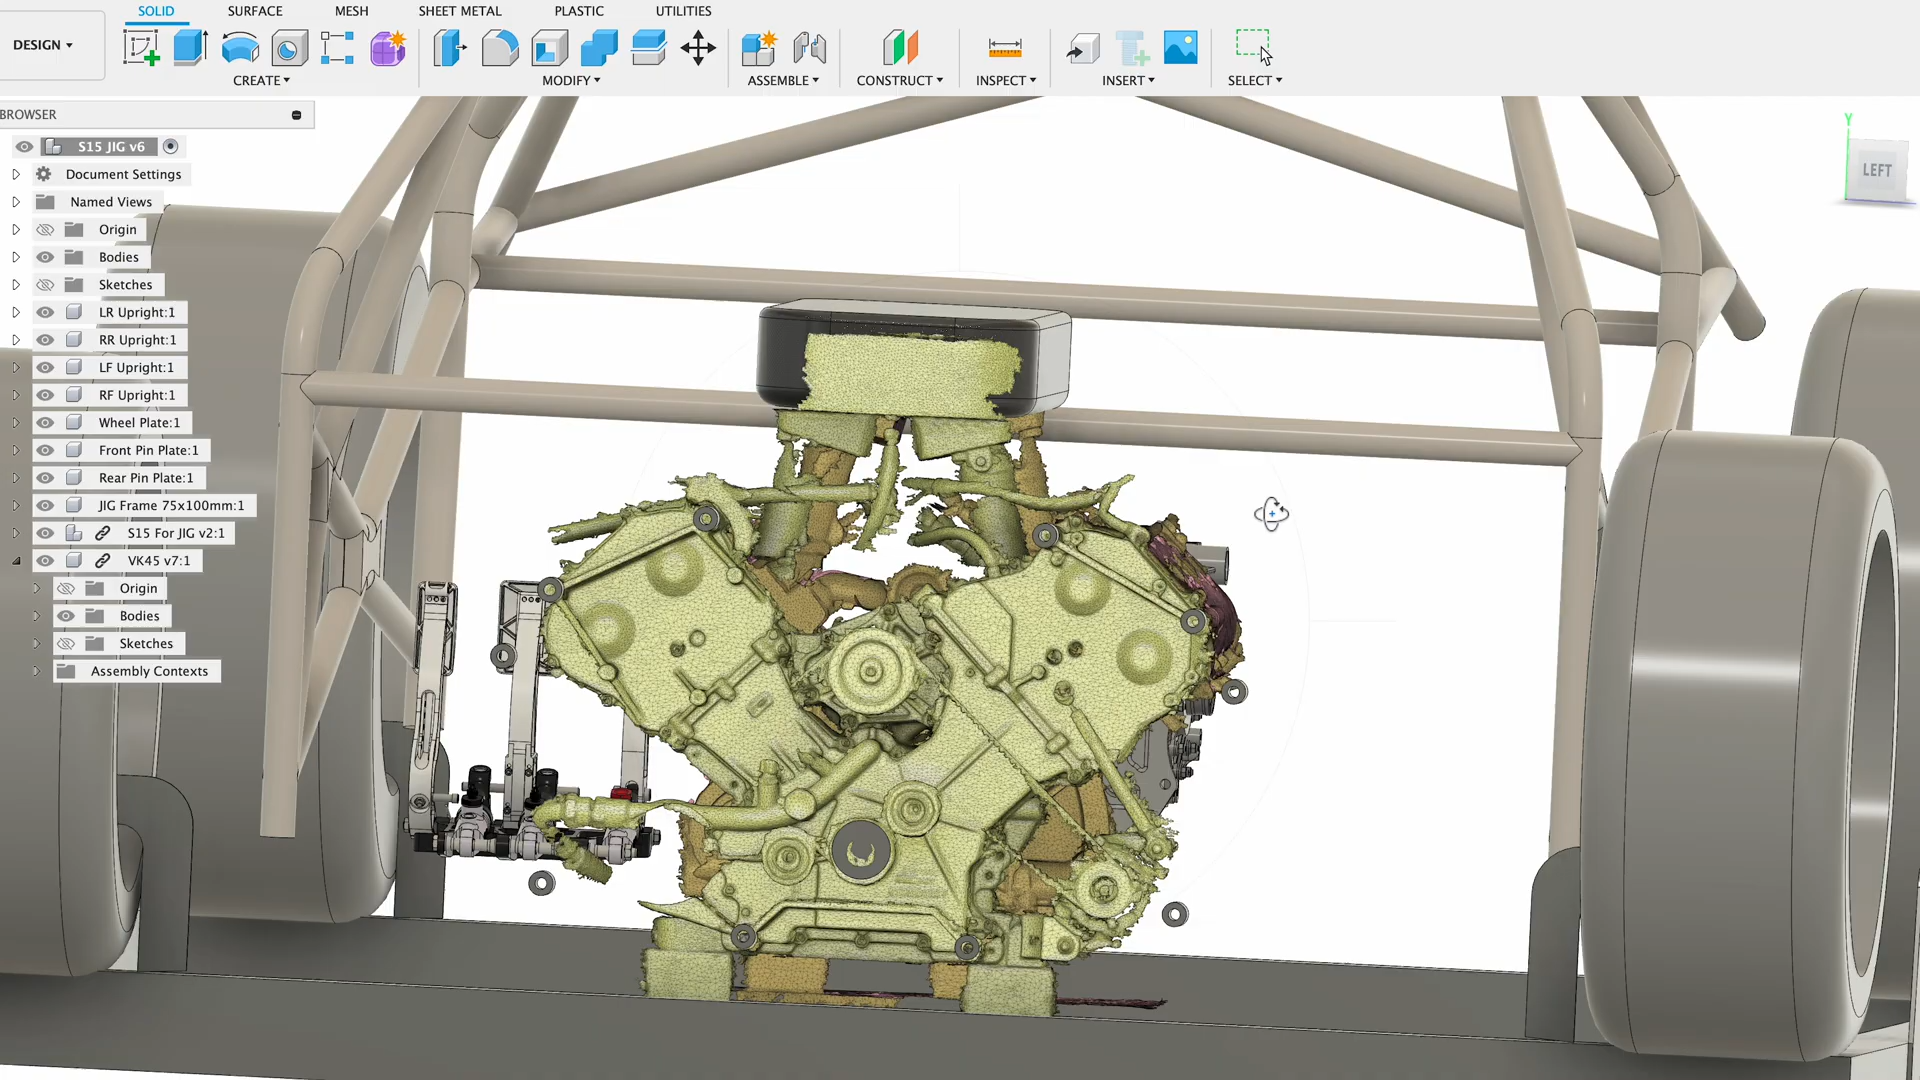 SOLID
SURFACE
MESH
SHEET METAL
PLASTIC
UTILITIES
DESIGN
CREATE
MODIFY
ASSEMBLE
CONSTRUCT
INSPECT
INSERT
SELECT
BROWSER
S15 JIG v6
Document Settings
Named Views
Origin
Bodies
Sketches
LR Upright:1
RR Upright:1
LF Upright:1
RF Upright:1
Wheel Plate:1
Front Pin Plate:1
Rear Pin Plate:1
JIG Frame 75x100mm:1
S15 For JIG v2:1
VK45 v7:1
Origin
Bodies
Sketches
Assembly Contexts
Y
LEFT